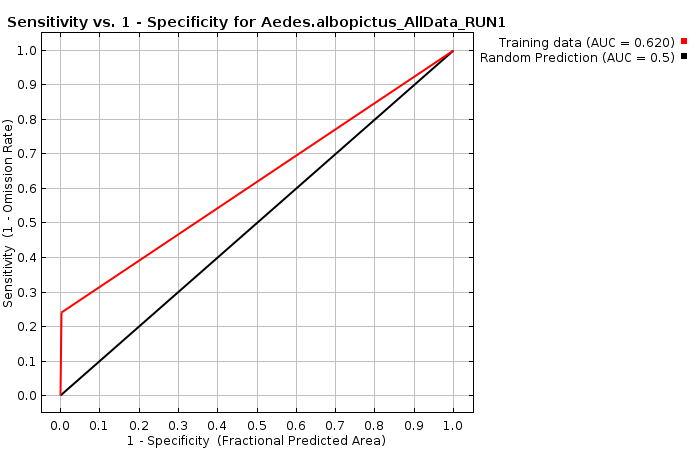 Sensitivity vs. 1 - Specificity for Aedes.albopictus_AllData_RUN1
Training data (AUC = 0.620)
Random Prediction (AUC = 0.5)
Sensitivity (1 - Omission Rate)
1.0
0.9
0.8
0.7
0.6
0.5
0.4
0.3
0.2
0.1
0.0
0.0 0.1 0.2 0.3 0.4 0.5 0.6 0.7 0.8 0.9 1.0
1 - Specificity (Fractional Predicted Area)